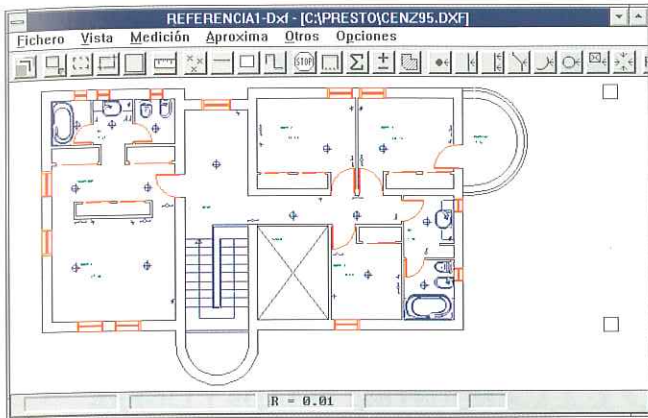 REFERENCIA1-Dxf - [C:\PRESTO\CENZ95.DXF]
Fichero Vista Medición Aproxima Otros Opciones
STOP Σ ±
R = 0.01